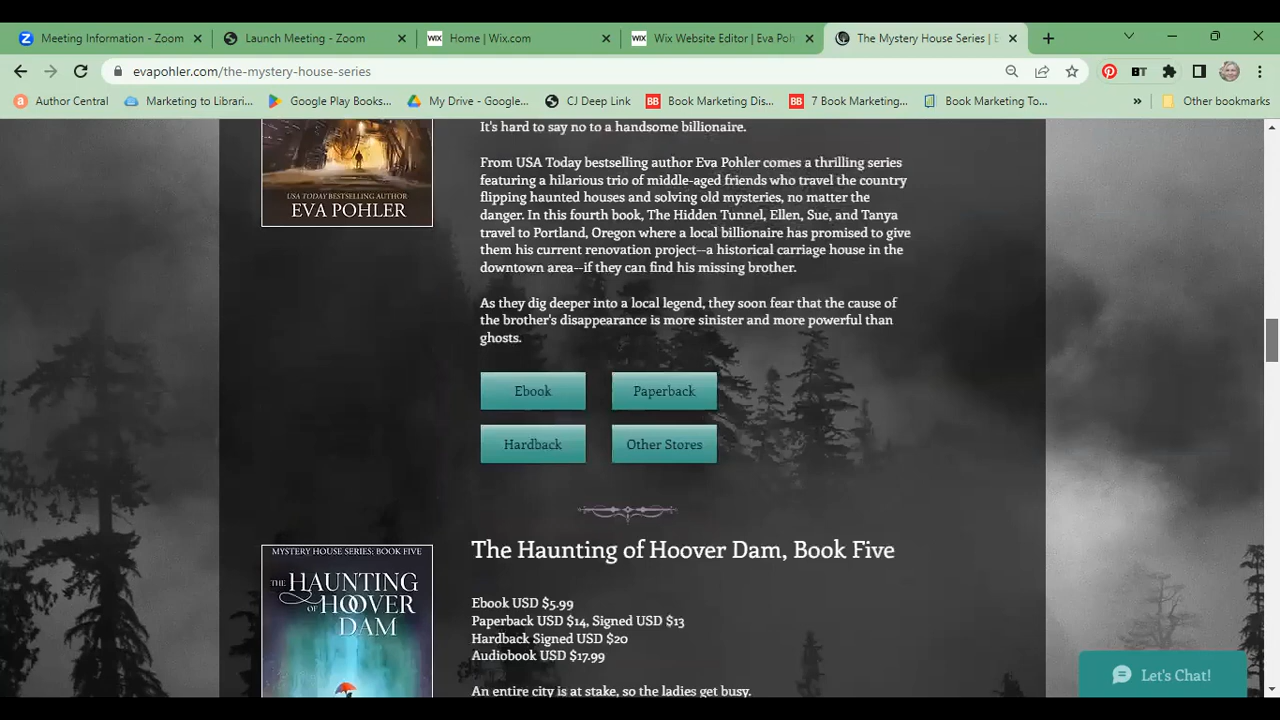 Meeting Information - Zoom
Launch Meeting - Zoom
WIX
Home | Wix.com
WIX
Wix Website Editor | Eva Poh
The Mystery House Series | E
evapohler.com/the-mystery-house-series
BT
a Author Central
Marketing to Librari...
Google Play Books...
My Drive - Google...
CJ Deep Link
BB Book Marketing Dis...
BB 7 Book Marketing...
Book Marketing To...
»
Other bookmarks
It's hard to say no to a handsome billionaire.
From USA Today bestselling author Eva Pohler comes a thrilling series
featuring a hilarious trio of middle-aged friends who travel the country
flipping haunted houses and solving old mysteries, no matter the
danger. In this fourth book, The Hidden Tunnel, Ellen, Sue, and Tanya
travel to Portland, Oregon where a local billionaire has promised to give
them his current renovation project--a historical carriage house in the
downtown area--if they can find his missing brother.
USA TODAY BESTSELLING AUTHOR
EVA POHLER
As they dig deeper into a local legend, they soon fear that the cause of
the brother's disappearance is more sinister and more powerful than
ghosts.
Ebook
Paperback
Hardback
Other Stores
The Haunting of Hoover Dam, Book Five
MYSTERY HOUSE SERIES: BOOK FIVE
THE HAUNTING
OF HOOVER
DAM
Ebook USD $5.99
Paperback USD $14, Signed USD $13
Hardback Signed USD $20
Audiobook USD $17.99
An entire city is at stake, so the ladies get busy.
Let's Chat!